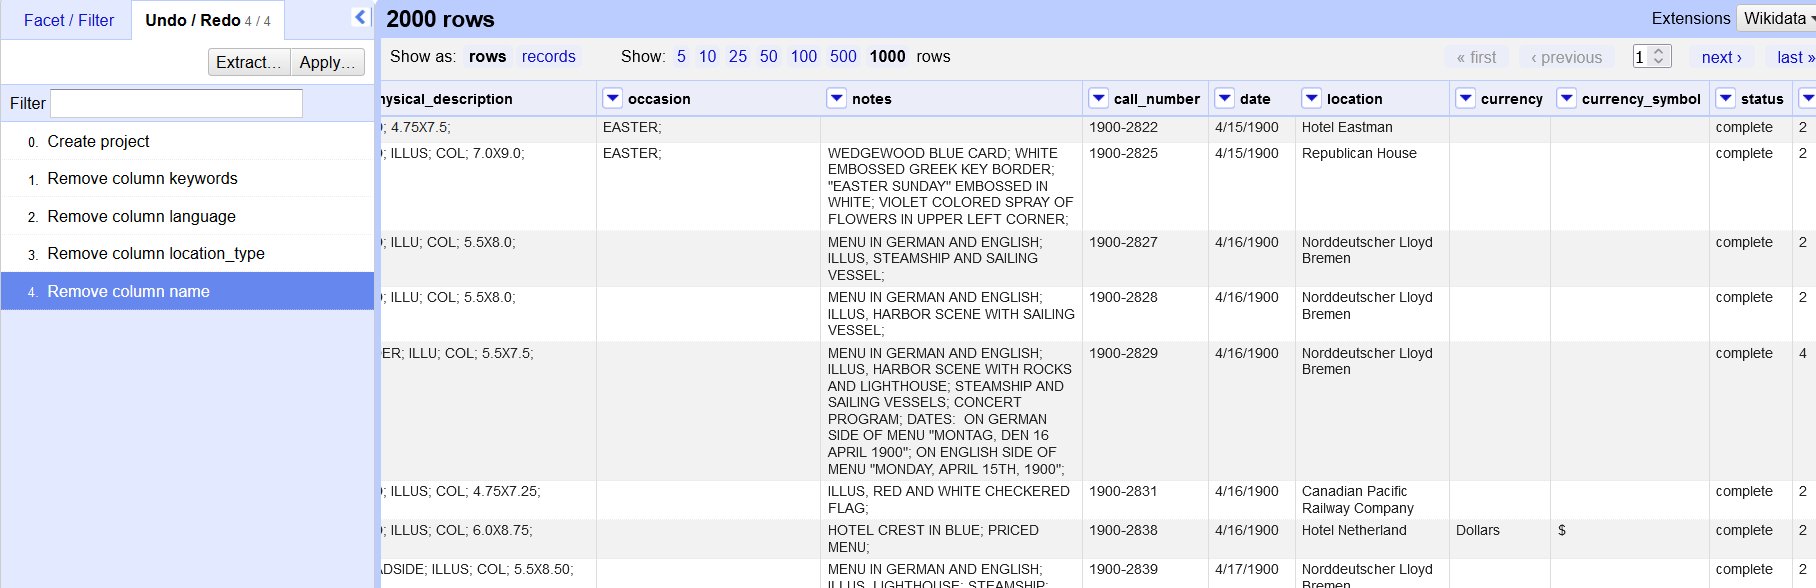 Facet / Filter Undo / Redo 4 / 4 2000 rows Extensions Wikidata
Extract... Apply... Show as: rows records Show: 5 10 25 50 100 500 1000 rows « first ‹ previous 1 next › last »
Filter
hysical_description occasion notes call_number date location currency currency_symbol status
0. Create project
1. Remove column keywords
2. Remove column language
3. Remove column location_type
4. Remove column name
; 4.75X7.5; EASTER; 1900-2822 4/15/1900 Hotel Eastman complete 2
; ILLUS; COL; 7.0X9.0; EASTER; WEDGEWOOD BLUE CARD; WHITE 1900-2825 4/15/1900 Republican House complete 2
EMBOSSED GREEK KEY BORDER;
"EASTER SUNDAY" EMBOSSED IN
WHITE; VIOLET COLORED SPRAY OF
FLOWERS IN UPPER LEFT CORNER;
; ILLU; COL; 5.5X8.0; MENU IN GERMAN AND ENGLISH; 1900-2827 4/16/1900 Norddeutscher Lloyd complete 2
ILLUS, STEAMSHIP AND SAILING Bremen
VESSEL;
; ILLU; COL; 5.5X8.0; MENU IN GERMAN AND ENGLISH; 1900-2828 4/16/1900 Norddeutscher Lloyd complete 2
ILLUS, HARBOR SCENE WITH SAILING Bremen
VESSEL;
ER; ILLU; COL; 5.5X7.5; MENU IN GERMAN AND ENGLISH; 1900-2829 4/16/1900 Norddeutscher Lloyd complete 4
ILLUS, HARBOR SCENE WITH ROCKS Bremen
AND LIGHTHOUSE; STEAMSHIP AND
SAILING VESSELS; CONCERT
PROGRAM; DATES: ON GERMAN
SIDE OF MENU "MONTAG, DEN 16
APRIL 1900"; ON ENGLISH SIDE OF
MENU "MONDAY, APRIL 15TH, 1900";
; ILLUS; COL; 4.75X7.25; ILLUS, RED AND WHITE CHECKERED 1900-2831 4/16/1900 Canadian Pacific complete 2
FLAG; Railway Company
; ILLUS; COL; 6.0X8.75; HOTEL CREST IN BLUE; PRICED 1900-2838 4/16/1900 Hotel Netherland Dollars $ complete 2
MENU;
ADSIDE; ILLUS; COL; 5.5X8.50; MENU IN GERMAN AND ENGLISH; 1900-2839 4/17/1900 Norddeutscher Lloyd complete 2
ILLUS, LIGHTHOUSE; STEAMSHIP; Bremen